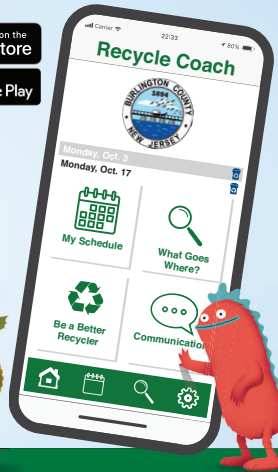 on the
tore
Play
Carrier
22:33
80%
Recycle Coach
BURLINGTON COUNTY
1694
NEW JERSEY
Monday, Oct. 3
Monday, Oct. 17
My Schedule
What Goes
Where?
Be a Better
Recycler
Communication